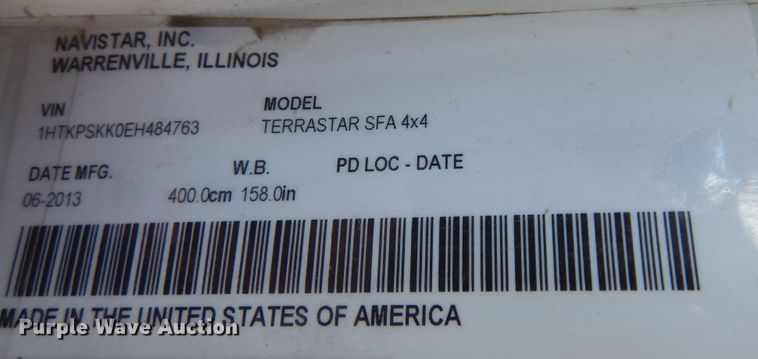 NAVISTAR, INC.
WARRENVILLE, ILLINOIS
VIN MODEL
1HTKPSKK0EH484763 TERRASTAR SFA 4x4
DATE MFG. W.B. PD LOC - DATE
06-2013 400.0cm 158.0in
MADE IN THE UNITED STATES OF AMERICA
Purple Wave Auction